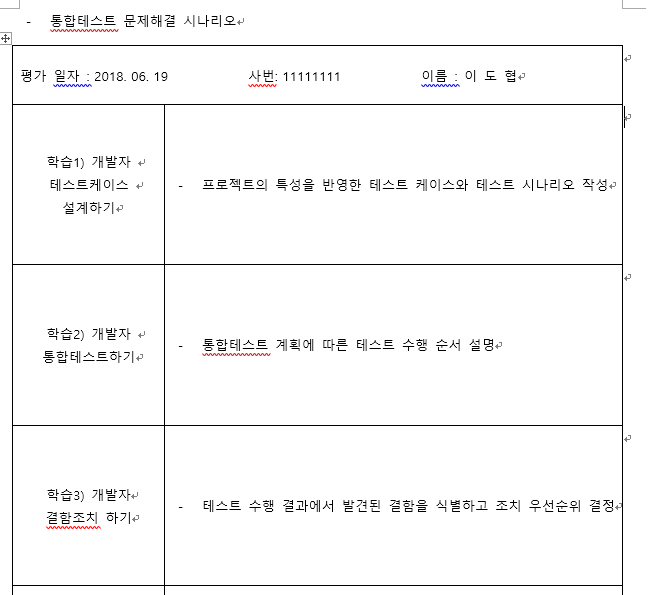 - 통합테스트 문제해결 시나리오
평가 일자 : 2018. 06. 19 사번: 11111111 이름 : 이 도 협
학습1) 개발자
테스트케이스
설계하기
- 프로젝트의 특성을 반영한 테스트 케이스와 테스트 시나리오 작성
학습2) 개발자
통합테스트하기
- 통합테스트 계획에 따른 테스트 수행 순서 설명
학습3) 개발자
결함조치 하기
- 테스트 수행 결과에서 발견된 결함을 식별하고 조치 우선순위 결정